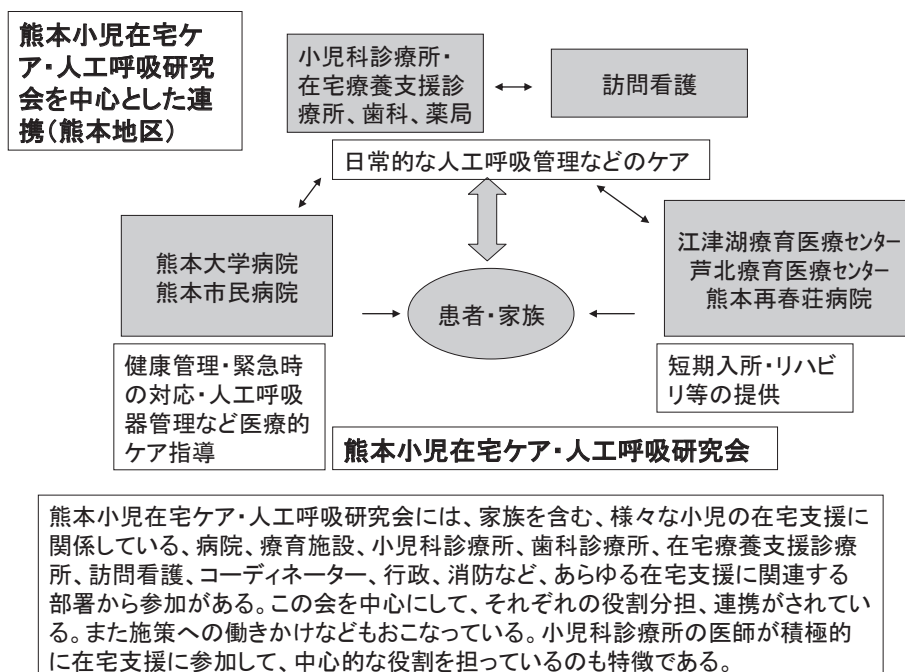 熊本小児在宅ケ
ア・人工呼吸研究
会を中心とした連
携(熊本地区)
小児科診療所・
在宅療養支援診
療所、歯科、薬局
訪問看護
日常的な人工呼吸管理などのケア
熊本大学病院
熊本市民病院
患者・家族
江津湖療育医療センター
芦北療育医療センター
熊本再春荘病院
健康管理・緊急時
の対応・人工呼吸
器管理など医療的
ケア指導
短期入所・リハビ
リ等の提供
熊本小児在宅ケア・人工呼吸研究会
熊本小児在宅ケア・人工呼吸研究会には、家族を含む、様々な小児の在宅支援に
関係している、病院、療育施設、小児科診療所、歯科診療所、在宅療養支援診療
所、訪問看護、コーディネーター、行政、消防など、あらゆる在宅支援に関連する
部署から参加がある。この会を中心にして、それぞれの役割分担、連携がされてい
る。また施策への働きかけなどもおこなっている。小児科診療所の医師が積極的
に在宅支援に参加して、中心的な役割を担っているのも特徴である。